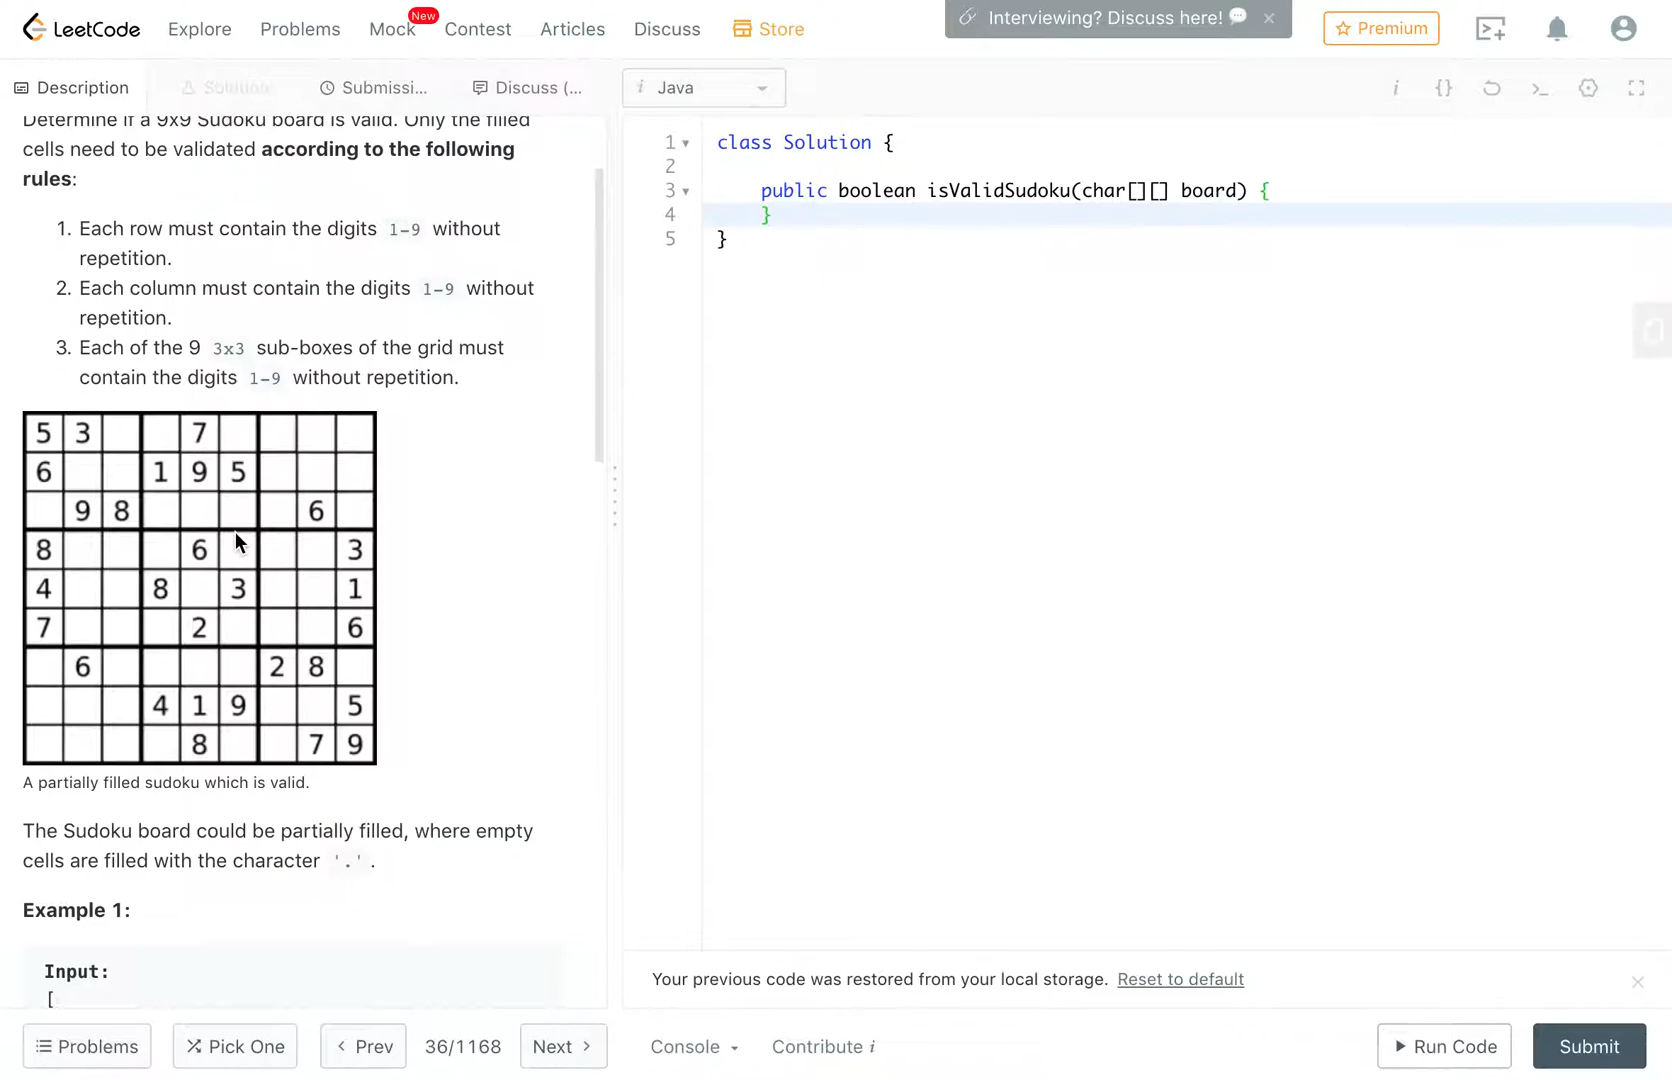 LeetCode Explore Problems Mock New Contest Articles Discuss Store Interviewing? Discuss here! 💬 × Premium
Description Solution Submissi... Discuss (... i Java i {}
Determine if a 9x9 Sudoku board is valid. Only the filled
cells need to be validated according to the following
rules:
1. Each row must contain the digits 1-9 without
repetition.
2. Each column must contain the digits 1-9 without
repetition.
3. Each of the 9 3x3 sub-boxes of the grid must
contain the digits 1-9 without repetition.
5 3 7
6 1 9 5
9 8 6
8 6 3
4 8 3 1
7 2 6
6 2 8
4 1 9 5
8 7 9
A partially filled sudoku which is valid.
The Sudoku board could be partially filled, where empty
cells are filled with the character '.'.
Example 1:
Input:
[
1 class Solution {
2
3 public boolean isValidSudoku(char[][] board) {
4 }
5 }
Your previous code was restored from your local storage. Reset to default ×
Problems Pick One < Prev 36/1168 Next > Console Contribute i Run Code Submit